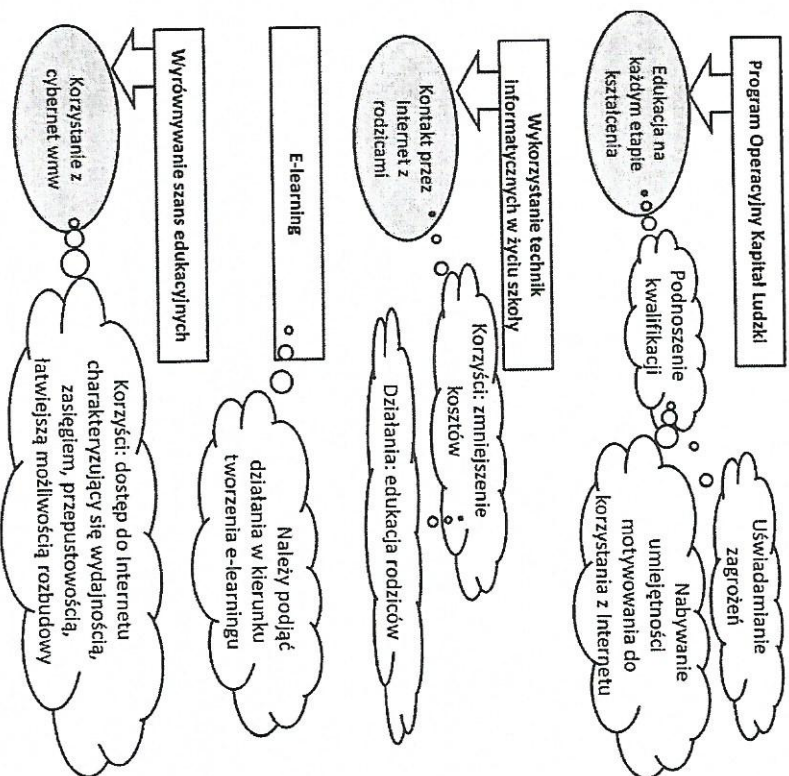 Program Operacyjny Kapitał Ludzki
Edukacja na
każdym etapie
kształcenia
Podnoszenie
kwalifikacji
Uświadamianie
zagrożeń
Nabywanie
umiejętności
motywowania do
korzystania z Internetu
Wykorzystanie technik
informatycznych w życiu szkoły
Kontakt przez
Internet z
rodzicami
Korzyści: zmniejszenie
kosztów
Działania: edukacja rodziców
E-learning
Należy podjąć
działania w kierunku
tworzenia e-learningu
Wyrównywanie szans edukacyjnych
Korzystanie z
cybernet wmw
Korzyści: dostęp do Internetu
charakteryzujący się wydajnością,
zasięgiem, przepustowością,
łatwiejszą możliwością rozbudowy